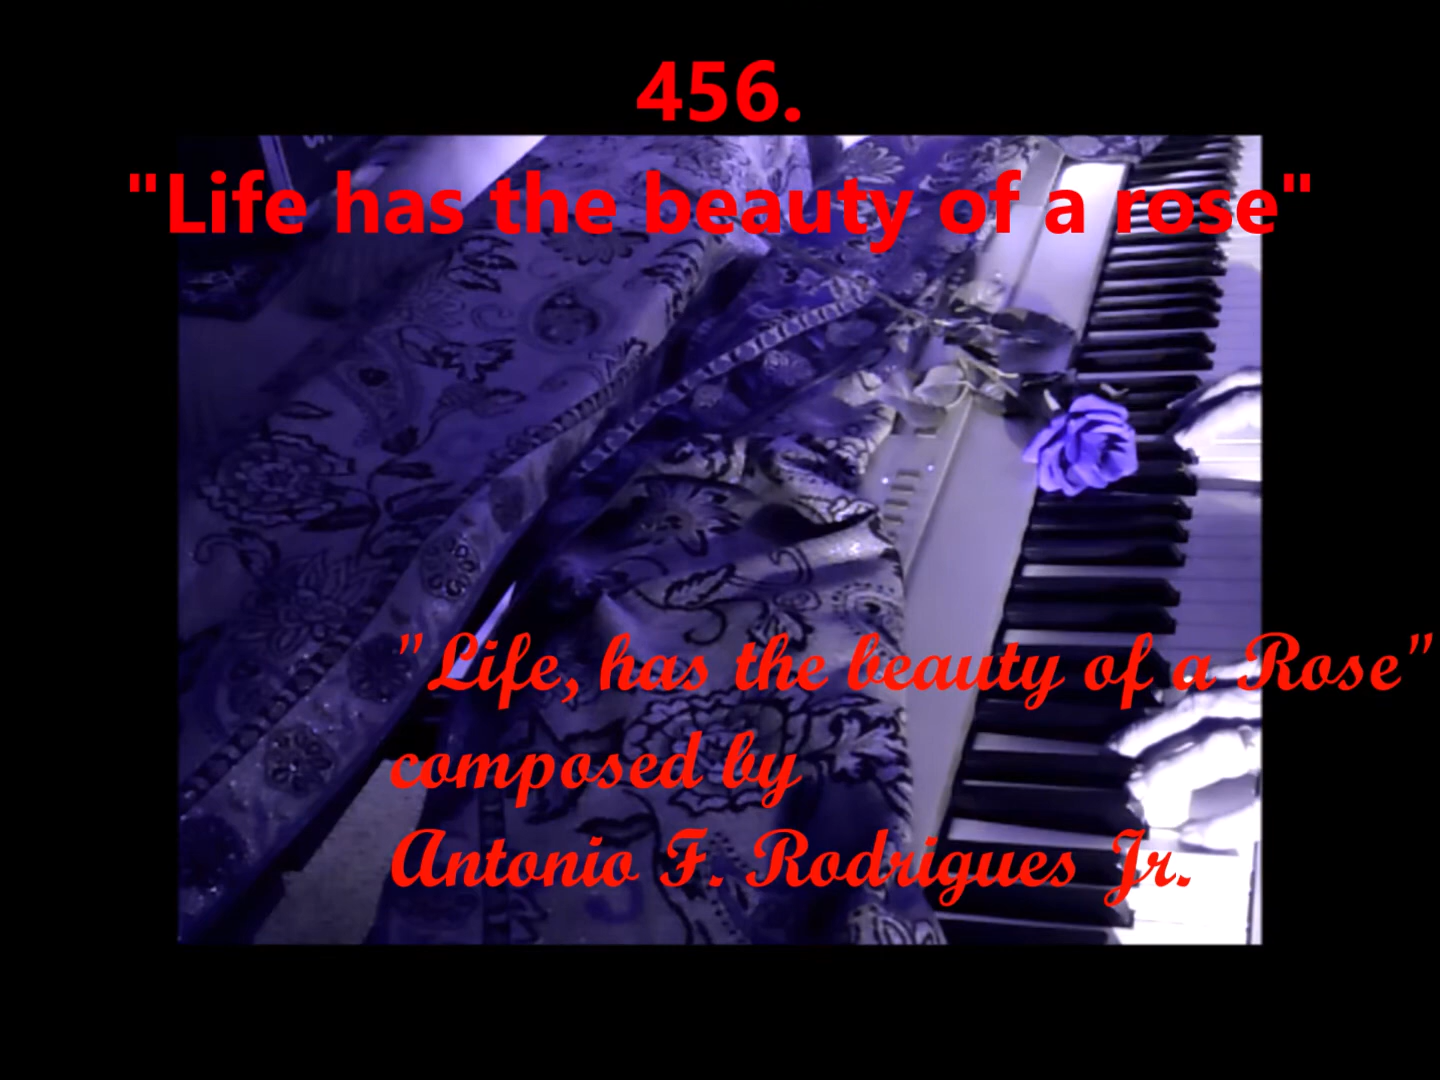 456.
"Life has the beauty of a rose"
"Life, has the beauty of a Rose"
composed by
Antonio F. Rodrigues Jr.